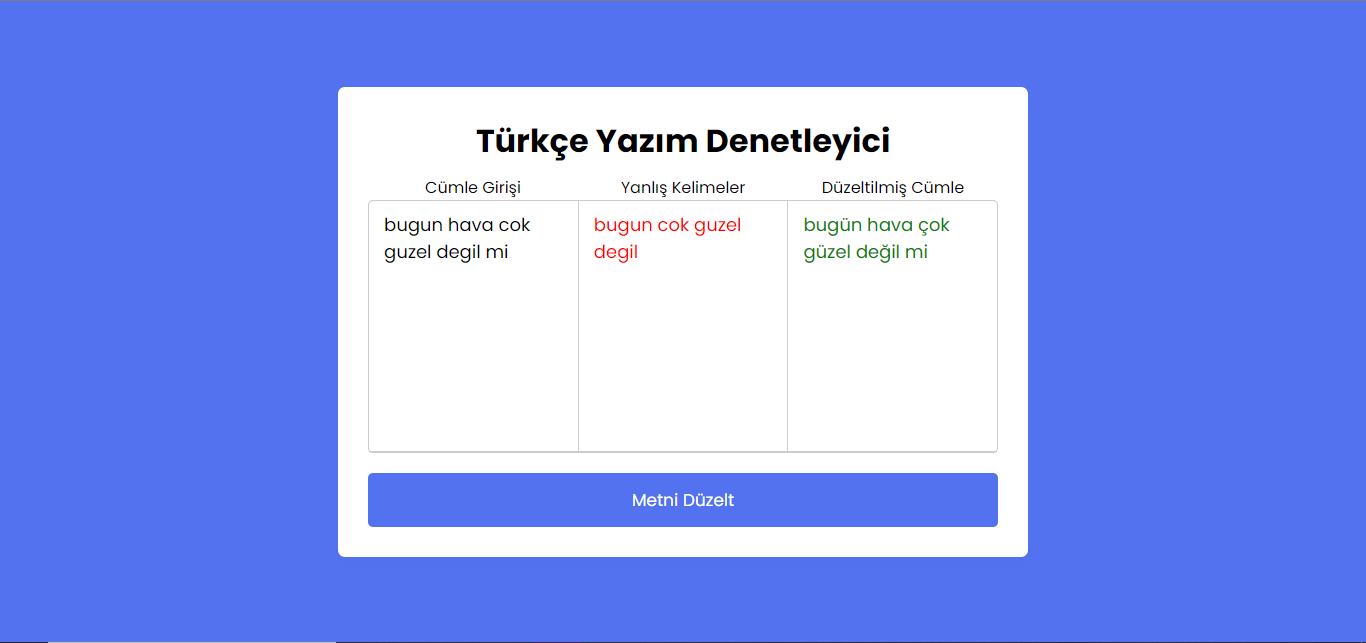 Türkçe Yazım Denetleyici
Cümle Girişi
Yanlış Kelimeler
Düzeltilmiş Cümle
bugun hava cok
guzel degil mi
bugun cok guzel
degil
bugün hava çok
güzel değil mi
Metni Düzelt